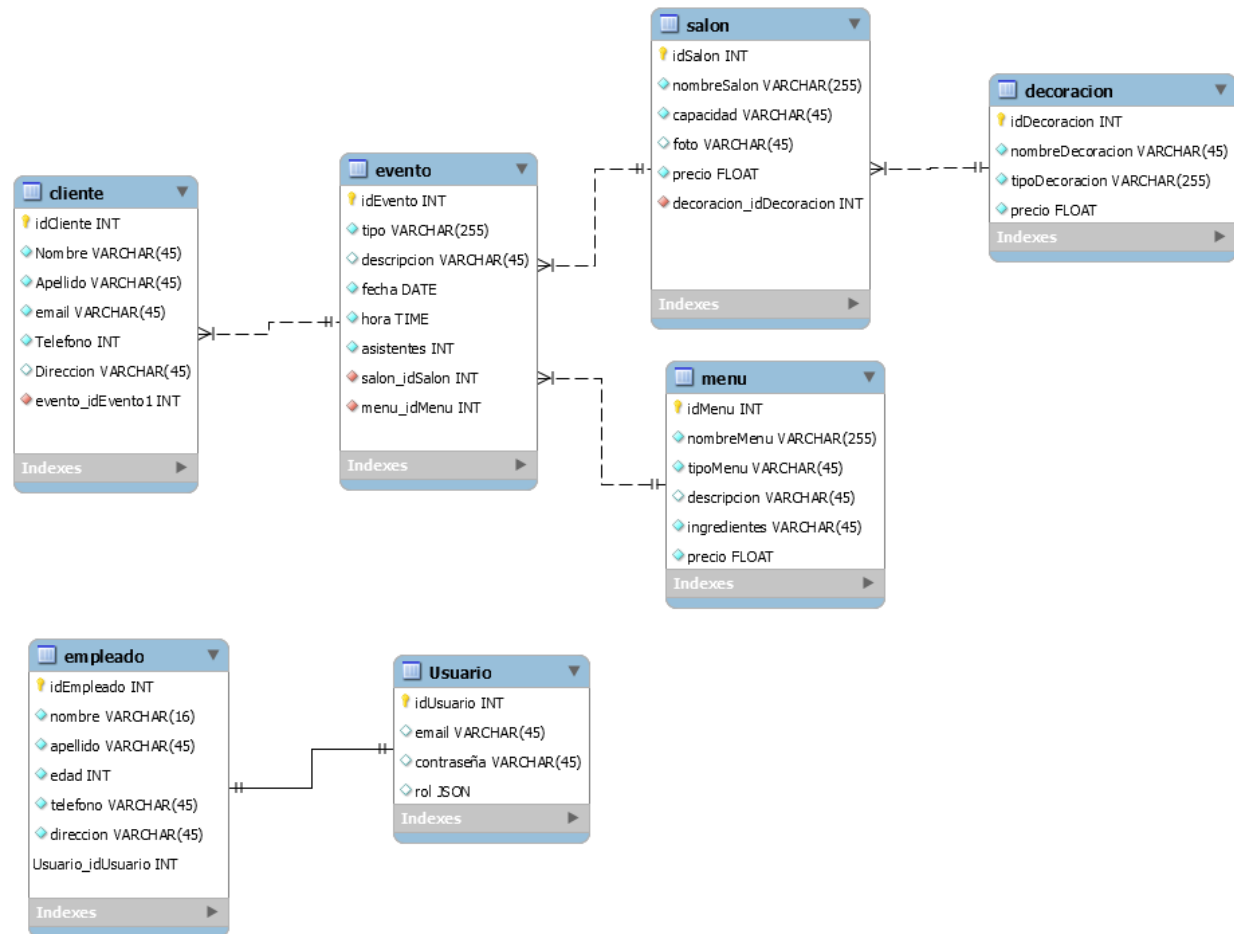 cliente
idCliente INT
Nombre VARCHAR(45)
Apellido VARCHAR(45)
email VARCHAR(45)
Telefono INT
Direccion VARCHAR(45)
evento_idEvento1 INT
Indexes
evento
idEvento INT
tipo VARCHAR(255)
descripcion VARCHAR(45)
fecha DATE
hora TIME
asistentes INT
salon_idSalon INT
menu_idMenu INT
Indexes
salon
idSalon INT
nombreSalon VARCHAR(255)
capacidad VARCHAR(45)
foto VARCHAR(45)
precio FLOAT
decoracion_idDecoracion INT
Indexes
decoracion
idDecoracion INT
nombreDecoracion VARCHAR(45)
tipoDecoracion VARCHAR(255)
precio FLOAT
Indexes
menu
idMenu INT
nombreMenu VARCHAR(255)
tipoMenu VARCHAR(45)
descripcion VARCHAR(45)
ingredientes VARCHAR(45)
precio FLOAT
Indexes
empleado
idEmpleado INT
nombre VARCHAR(16)
apellido VARCHAR(45)
edad INT
telefono VARCHAR(45)
direccion VARCHAR(45)
Usuario_idUsuario INT
Indexes
Usuario
idUsuario INT
email VARCHAR(45)
contraseña VARCHAR(45)
rol JSON
Indexes